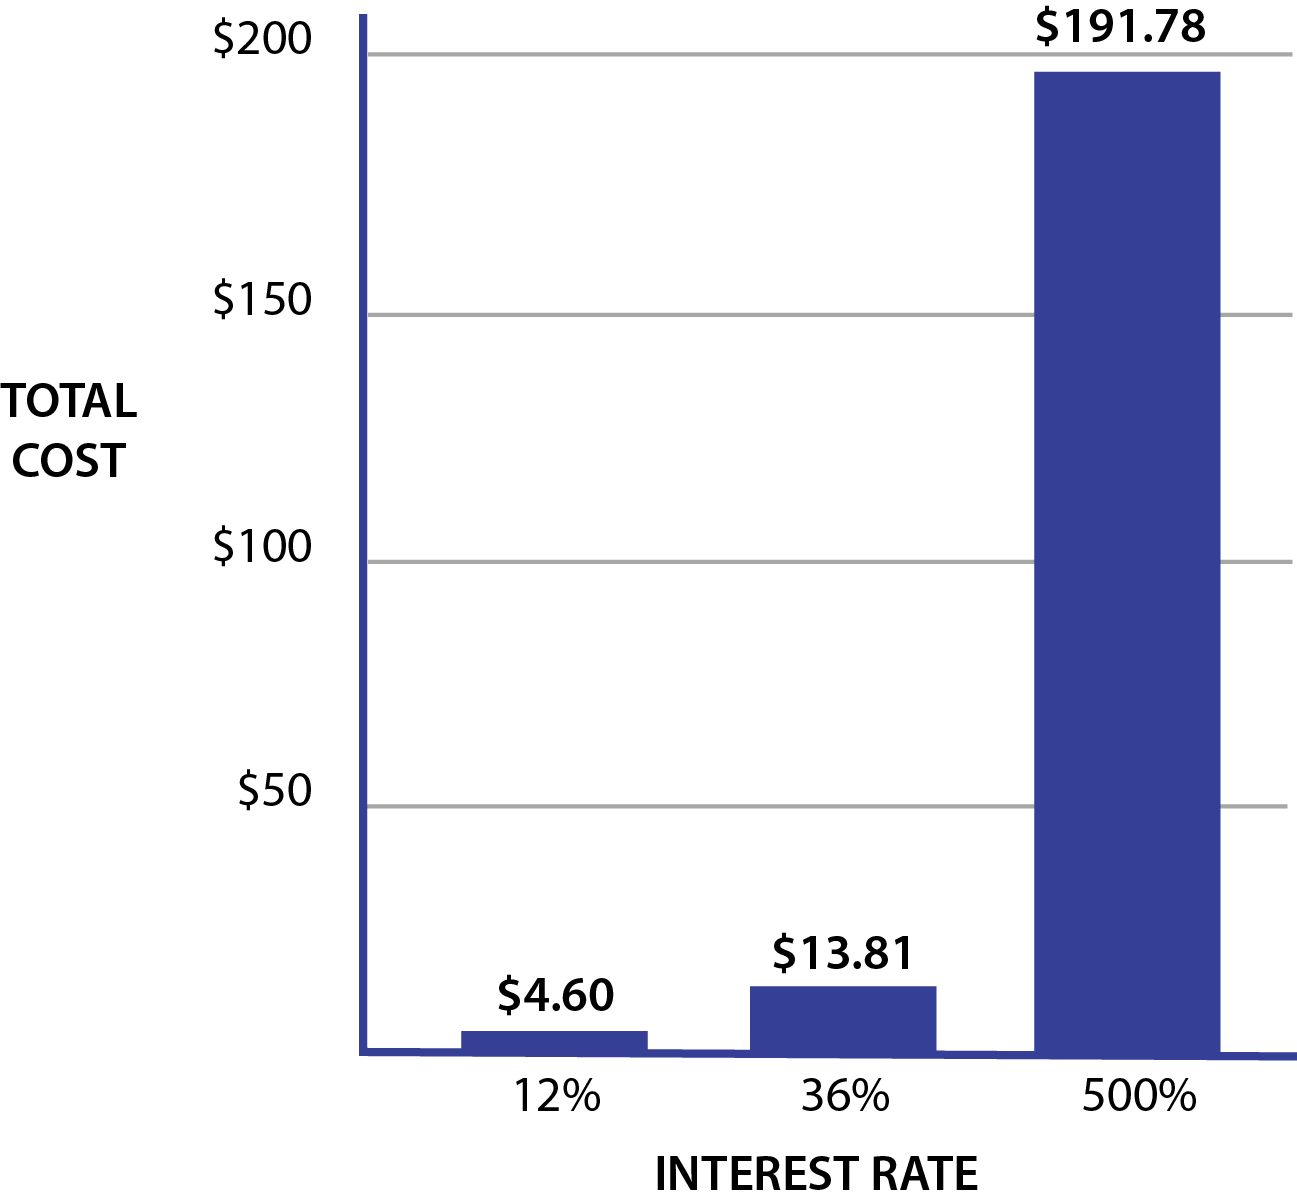 $191.78
$200
$150
TOTAL
COST
$100
$50
$13.81
$4.60
12% 36% 500%
INTEREST RATE